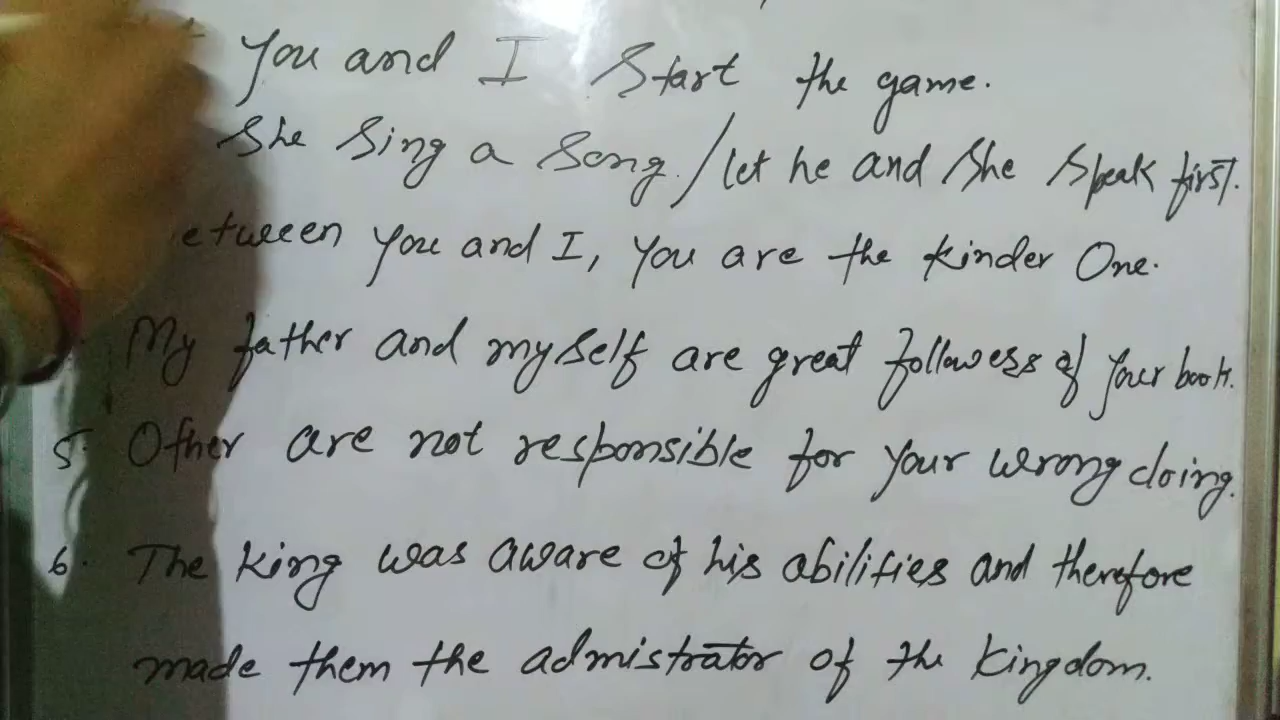 You and I Start the game.
She Sing a Song./let he and She Speak first.
etween you and I, you are the kinder One.
My father and myself are great followers of your book.
5. Other are not responsible for your wrong doing.
6. The king was aware of his abilities and therefore
made them the admistrator of the kingdom.